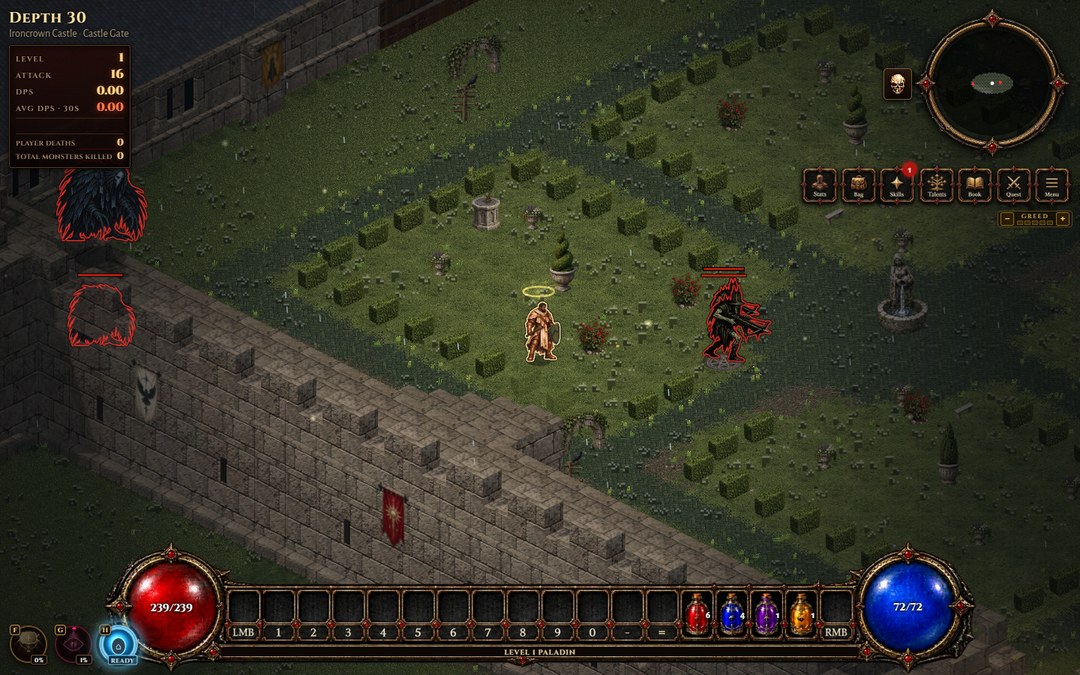 DEPTH 30
Ironcrown Castle · Castle Gate
LEVEL 1
ATTACK 16
DPS 0.00
AVG DPS · 30S 0.00
PLAYER DEATHS 0
TOTAL MONSTERS KILLED 0
1
Stats Bag Skills Talents Book Quest Menu
− GREED +
239/239
72/72
6 4 1 1
LMB 1 2 3 4 5 6 7 8 9 0 - = RMB
F G H
0% 1% READY
LEVEL 1 PALADIN